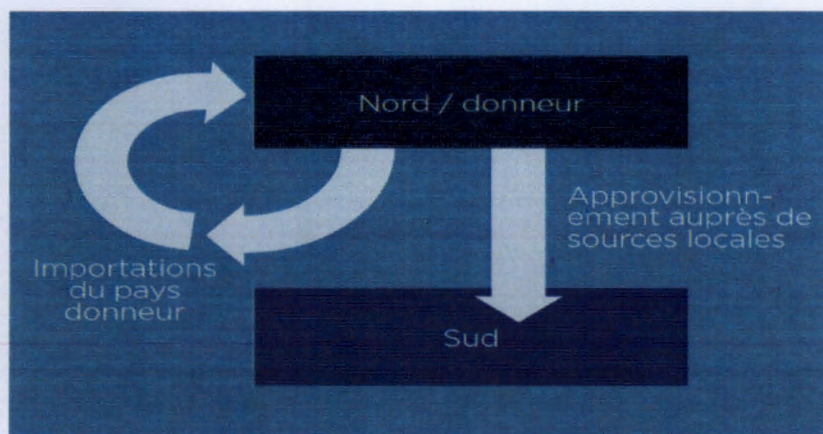 Nord / donneur
Approvisionn-
ement auprès de
sources locales
Importations
du pays
donneur
Sud